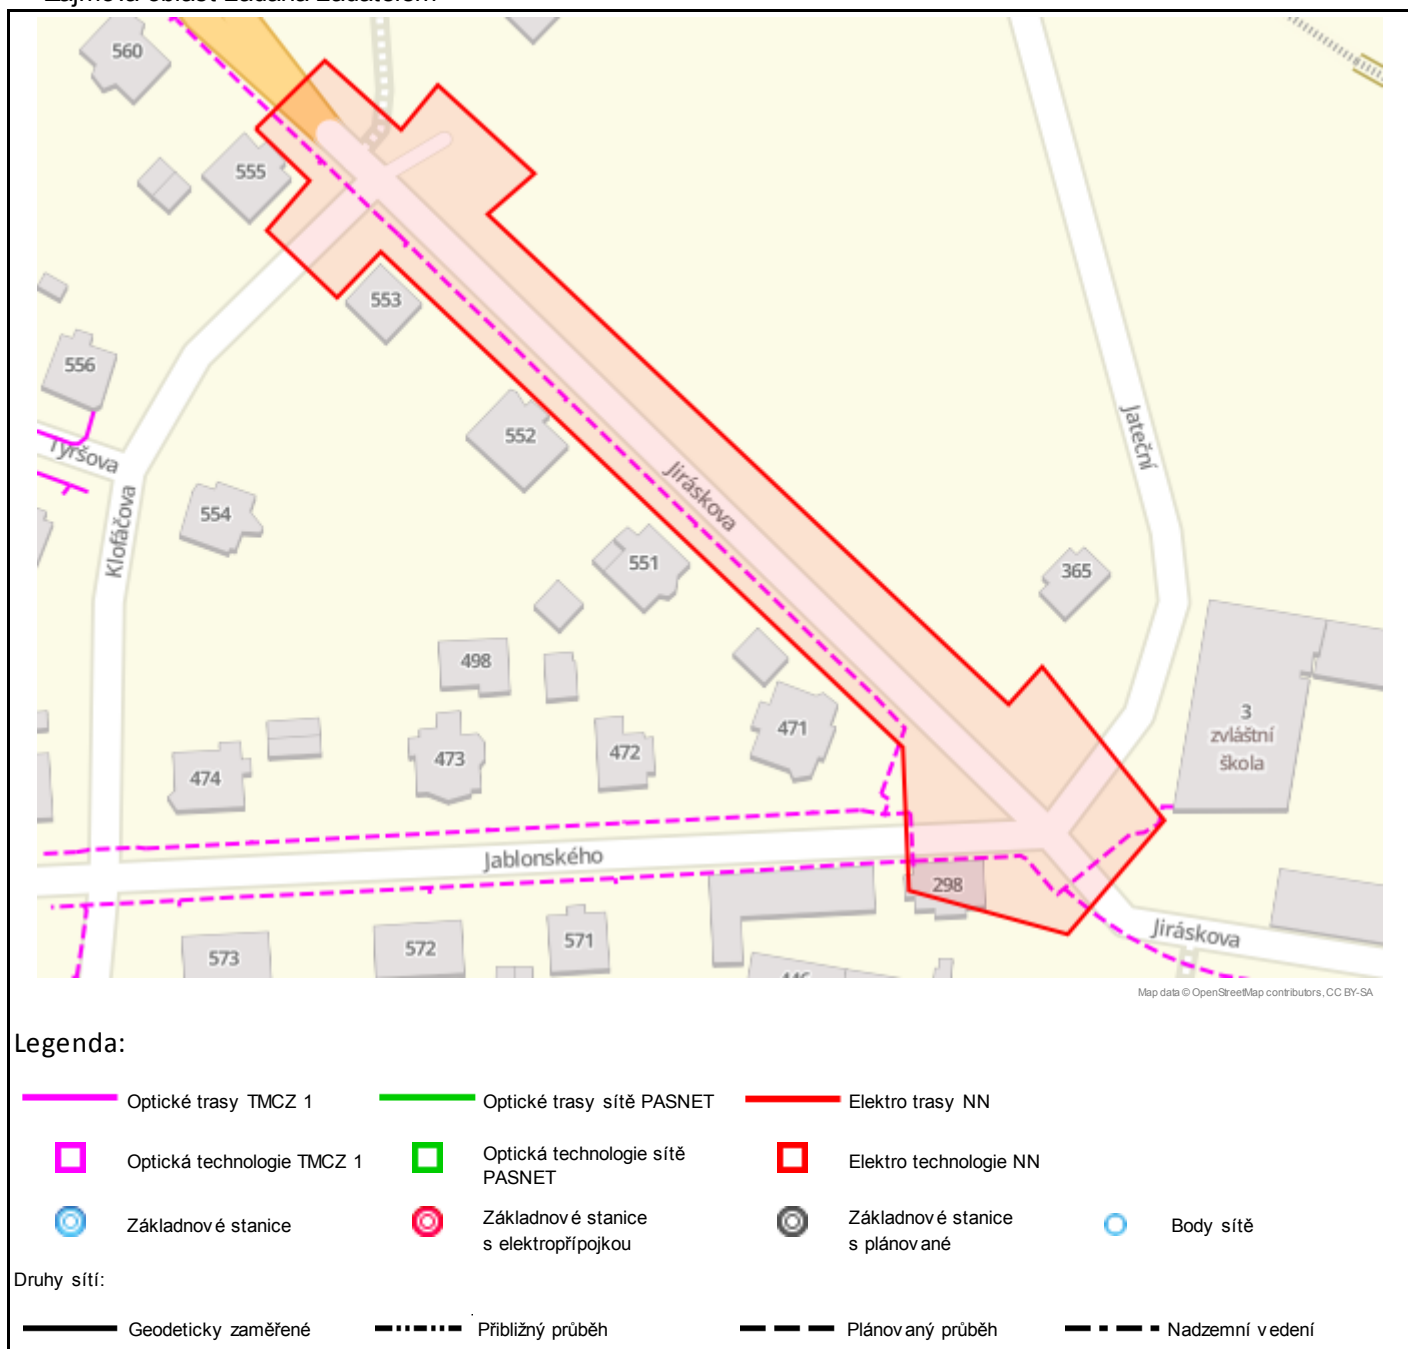 560
555
553
556
Tyršova
554
Klofáčova
552
Jiráskova
551
Jateční
365
498
474
473
472
471
3
zvláštní
škola
Jablonského
298
573
572
571
Jiráskova
Map data © OpenStreetMap contributors, CC BY-SA
Legenda:
Optické trasy TMCZ 1
Optické trasy sítě PASNET
Elektro trasy NN
Optická technologie TMCZ 1
Optická technologie sítě
PASNET
Elektro technologie NN
Základnové stanice
Základnové stanice
s elektropřípojkou
Základnové stanice
s plánované
Body sítě
Druhy sítí:
Geodeticky zaměřené
Přibližný průběh
Plánovaný průběh
Nadzemní vedení